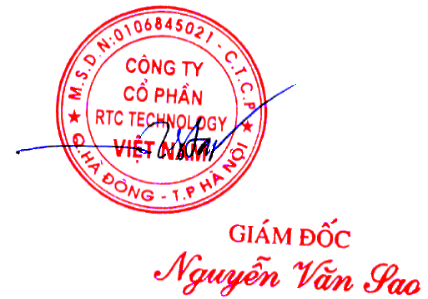 M.S.D.N:0106845021 - C.T.C.P
CÔNG TY
CỔ PHẦN
RTC TECHNOLOGY
VIỆT NAM
Q.HÀ ĐÔNG - T.P HÀ NỘI
GIÁM ĐỐC
Nguyễn Văn Sao